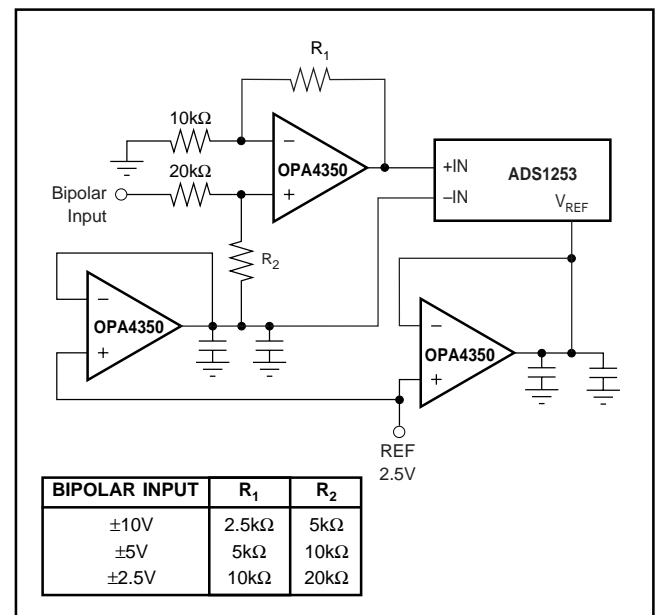 R1
10kΩ
−
OPA4350
+
20kΩ
Bipolar
Input
R2
+IN
ADS1253
−IN
VREF
−
OPA4350
+
−
OPA4350
+
REF
2.5V
BIPOLAR INPUT R1 R2
±10V 2.5kΩ 5kΩ
±5V 5kΩ 10kΩ
±2.5V 10kΩ 20kΩ